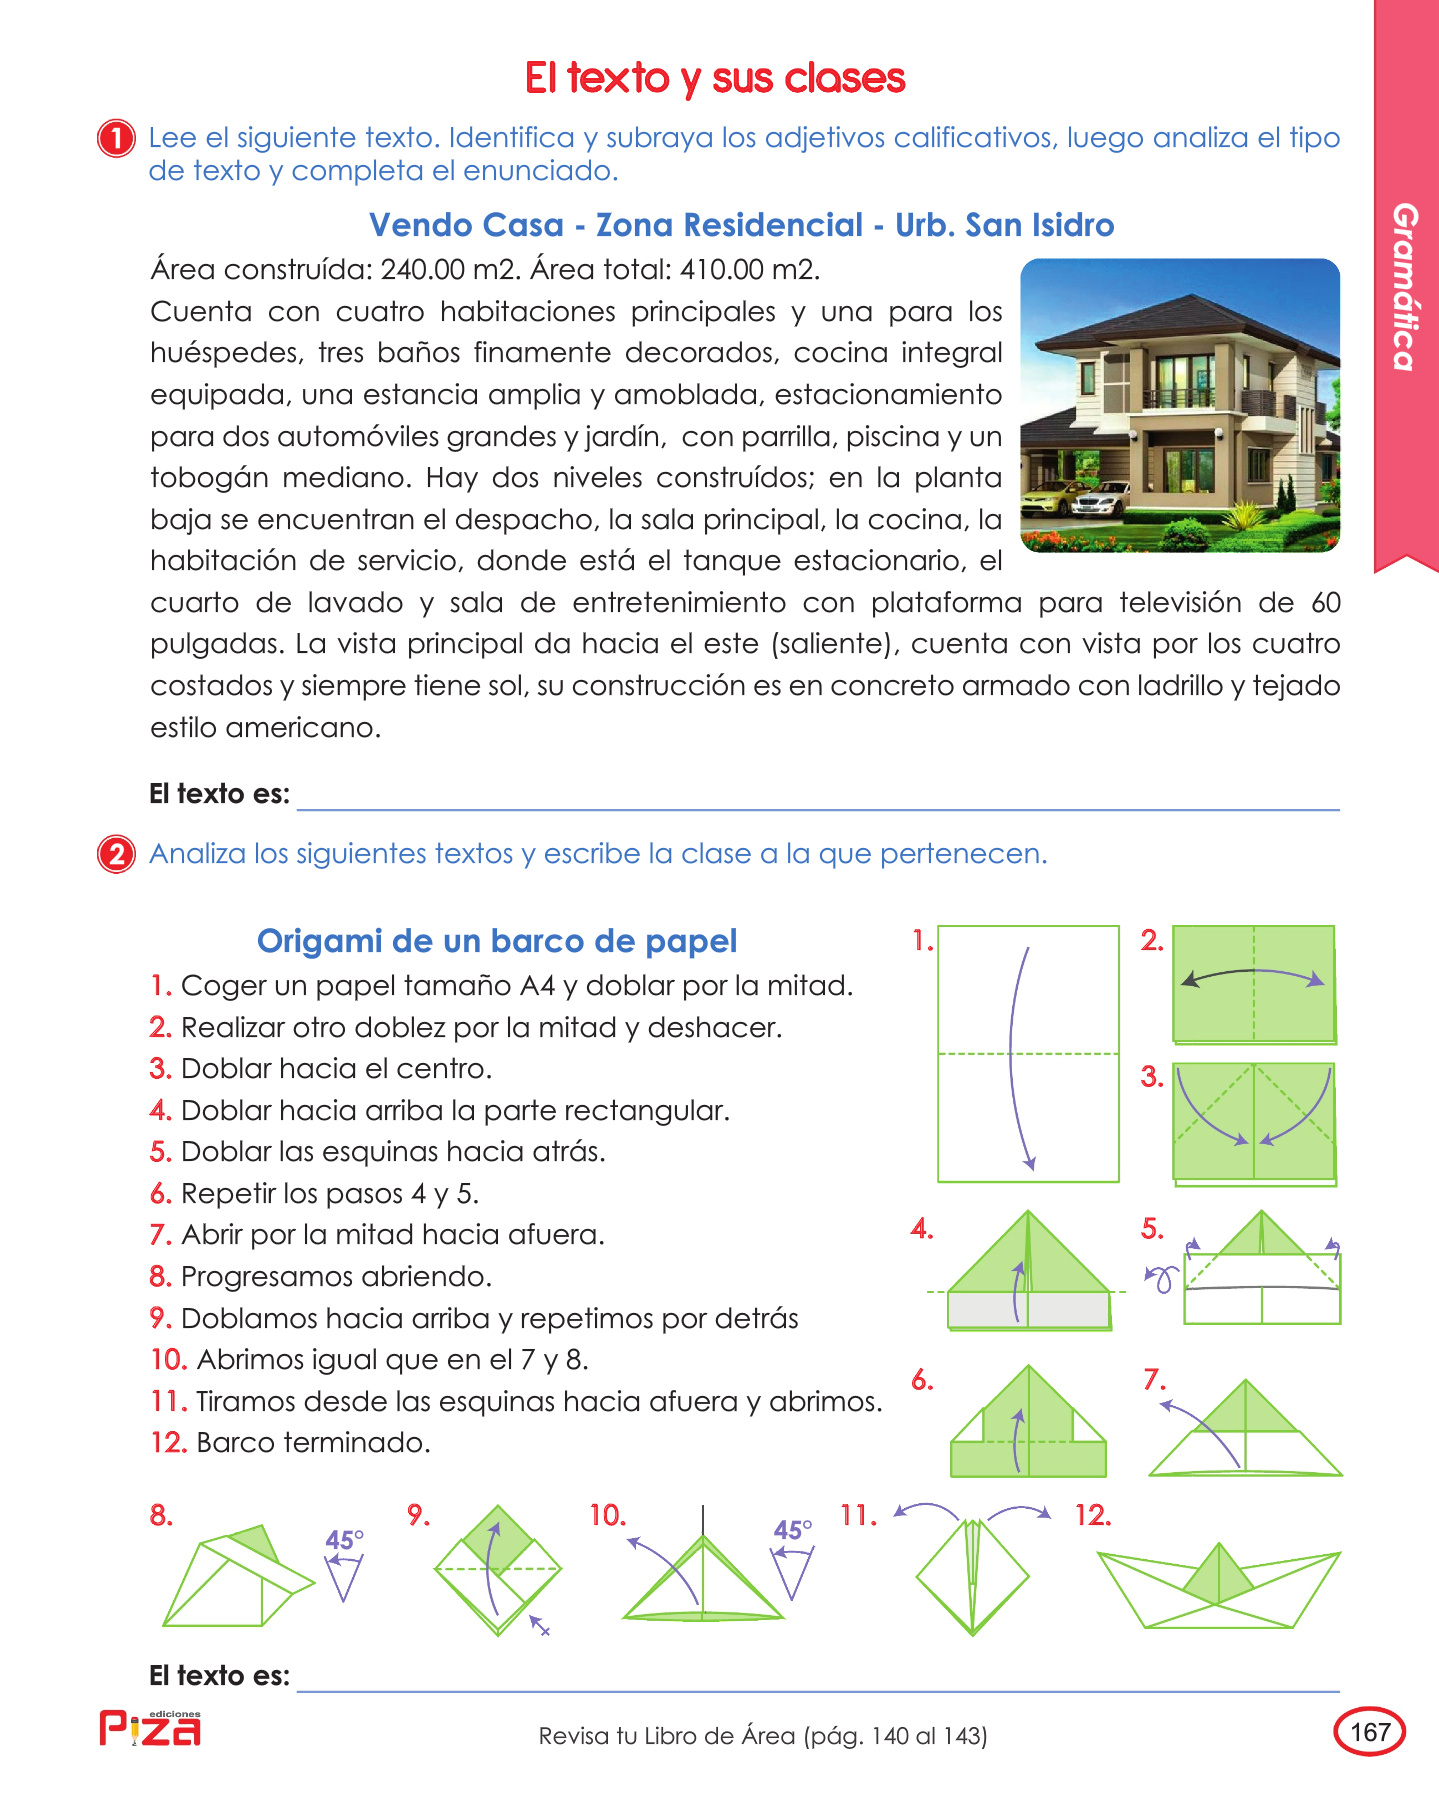 El texto y sus clases
1 Lee el siguiente texto. Identifica y subraya los adjetivos calificativos, luego analiza el tipo
de texto y completa el enunciado.
Vendo Casa - Zona Residencial - Urb. San Isidro
Área construída: 240.00 m2. Área total: 410.00 m2.
Cuenta con cuatro habitaciones principales y una para los
huéspedes, tres baños finamente decorados, cocina integral
equipada, una estancia amplia y amoblada, estacionamiento
para dos automóviles grandes y jardín, con parrilla, piscina y un
tobogán mediano. Hay dos niveles construídos; en la planta
baja se encuentran el despacho, la sala principal, la cocina, la
habitación de servicio, donde está el tanque estacionario, el
cuarto de lavado y sala de entretenimiento con plataforma para televisión de 60
pulgadas. La vista principal da hacia el este (saliente), cuenta con vista por los cuatro
costados y siempre tiene sol, su construcción es en concreto armado con ladrillo y tejado
estilo americano.
El texto es:
Gramática
2 Analiza los siguientes textos y escribe la clase a la que pertenecen.
Origami de un barco de papel
1. Coger un papel tamaño A4 y doblar por la mitad.
2. Realizar otro doblez por la mitad y deshacer.
3. Doblar hacia el centro.
4. Doblar hacia arriba la parte rectangular.
5. Doblar las esquinas hacia atrás.
6. Repetir los pasos 4 y 5.
7. Abrir por la mitad hacia afuera.
8. Progresamos abriendo.
9. Doblamos hacia arriba y repetimos por detrás
10. Abrimos igual que en el 7 y 8.
11. Tiramos desde las esquinas hacia afuera y abrimos.
12. Barco terminado.
1.
2.
3.
4.
5.
6.
7.
8.
45°
9.
10.
45°
11.
12.
El texto es:
ediciones
Piza
Revisa tu Libro de Área (pág. 140 al 143)
167